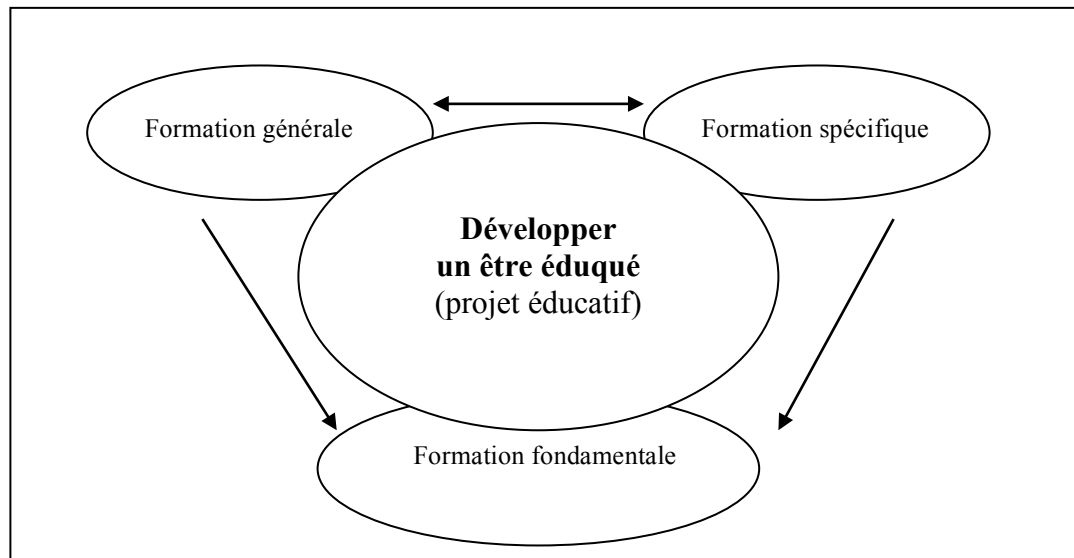 Formation générale
Formation spécifique
Développer
un être éduqué
(projet éducatif)
Formation fondamentale